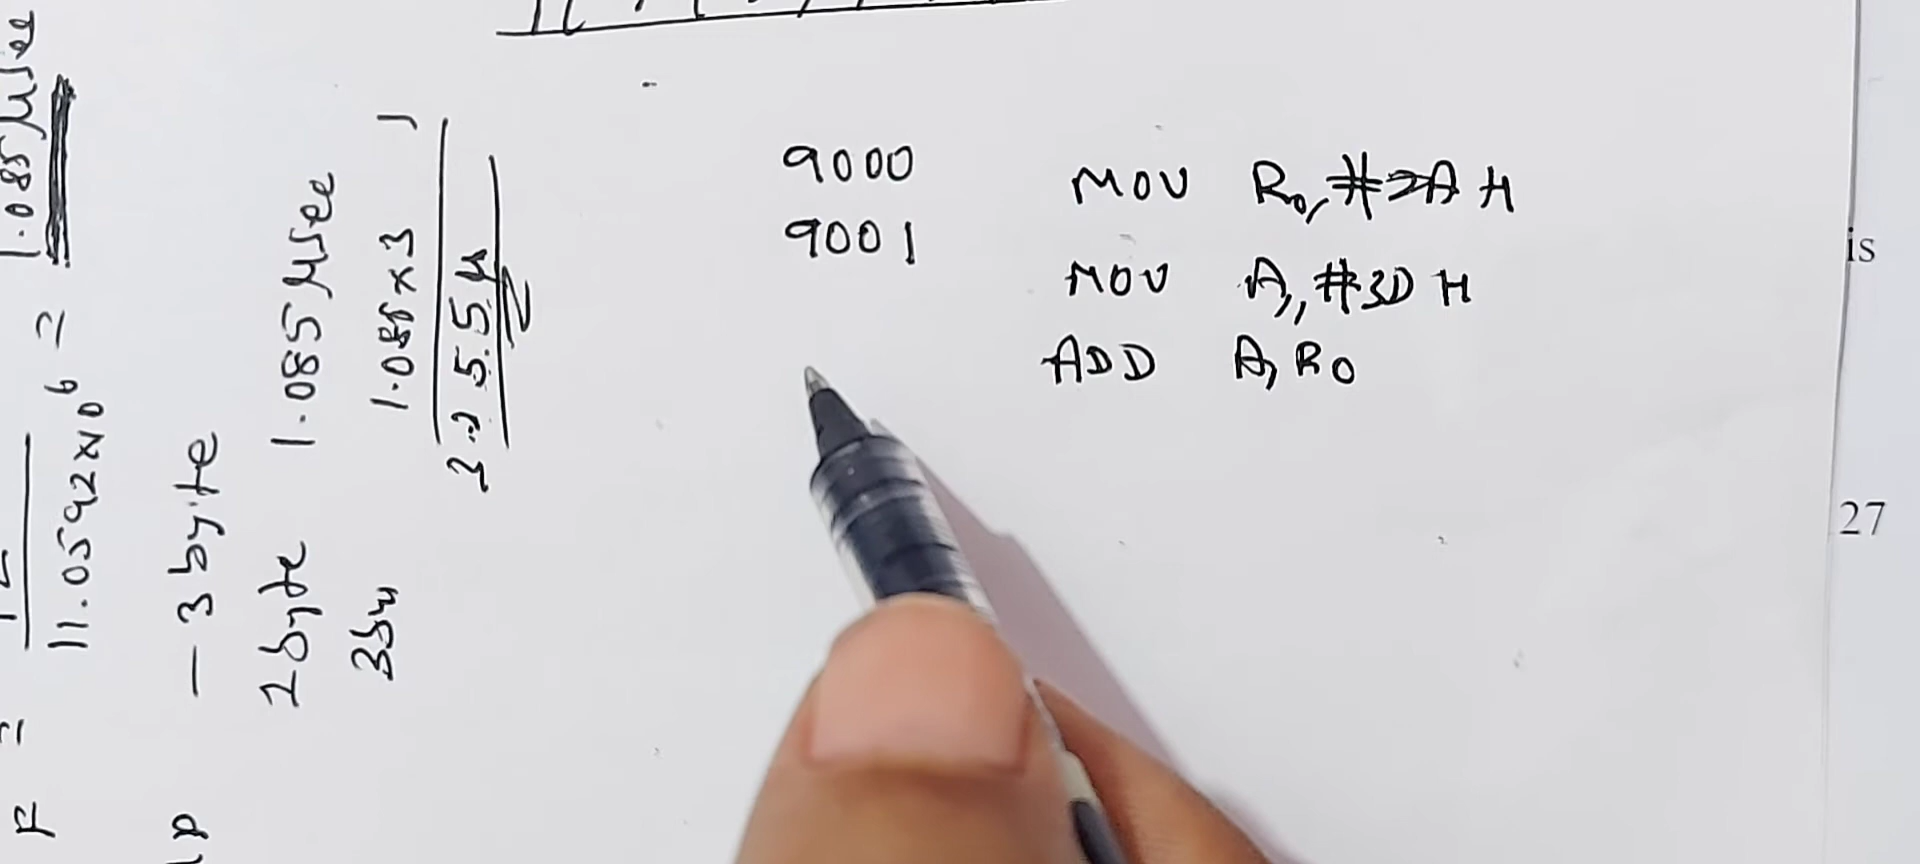 9000 MOV R0, #2A H
9001
MOV A, #3D H
ADD A, R0
1.085 μsec
11.0592×10^6 =
F =
- 3 byte
1 byte 1.085 μsec
1.085 × 3
3.255 μ
is
27